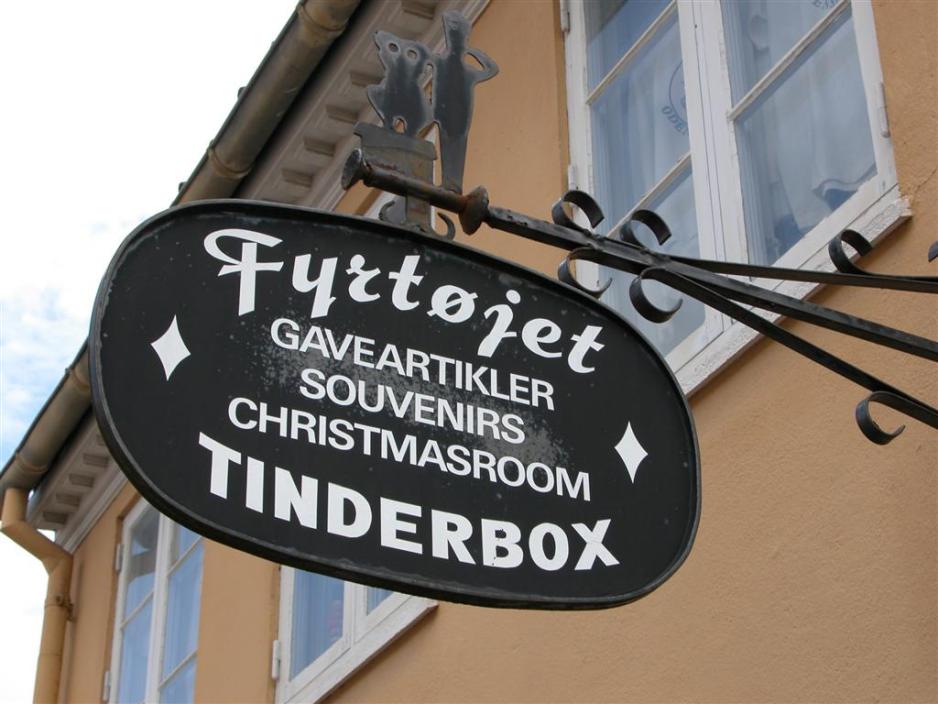 Fyrtøjet
GAVEARTIKLER
SOUVENIRS
CHRISTMASROOM
TINDERBOX